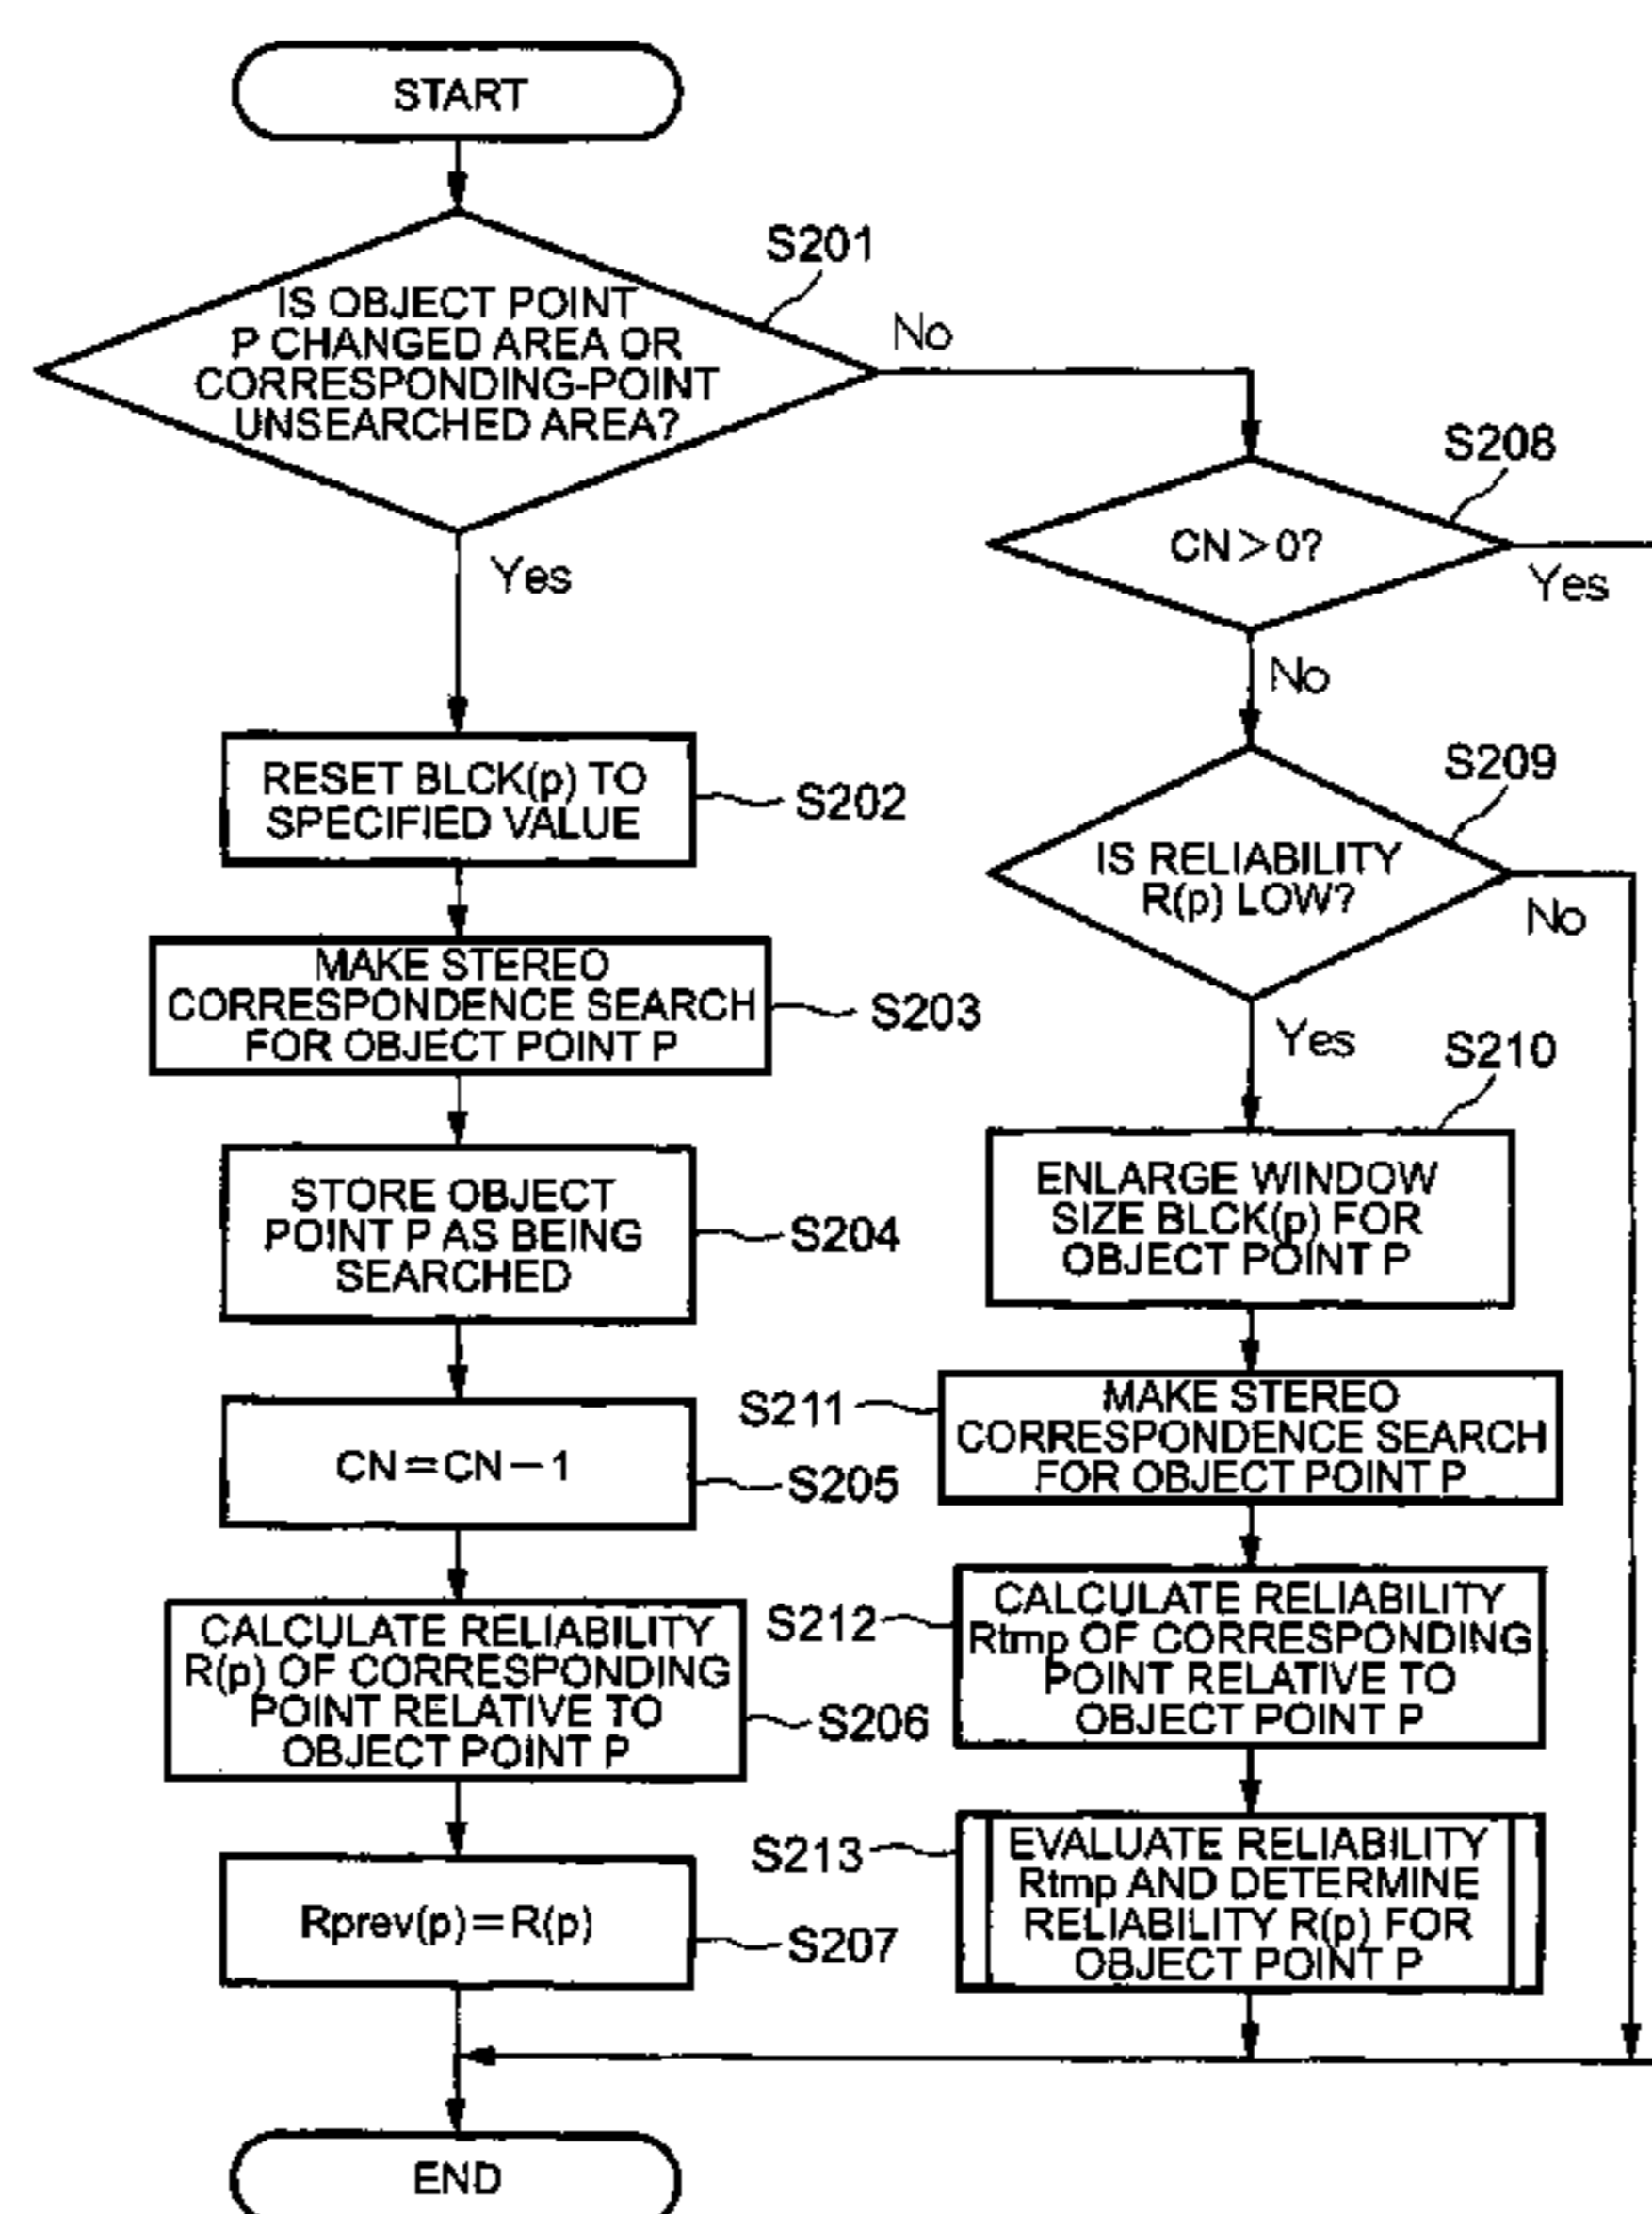 START
S201
IS OBJECT POINT
P CHANGED AREA OR
CORRESPONDING-POINT
UNSEARCHED AREA?
No
Yes
RESET BLCK(p) TO
SPECIFIED VALUE
S202
MAKE STEREO
CORRESPONDENCE SEARCH
FOR OBJECT POINT P
S203
STORE OBJECT
POINT P AS BEING
SEARCHED
S204
CN=CN-1
S205
CALCULATE RELIABILITY
R(p) OF CORRESPONDING
POINT RELATIVE TO
OBJECT POINT P
S206
Rprev(p)=R(p)
S207
S208
CN>0?
Yes
No
S209
IS RELIABILITY
R(p) LOW?
No
Yes
S210
ENLARGE WINDOW
SIZE BLCK(p) FOR
OBJECT POINT P
S211
MAKE STEREO
CORRESPONDENCE SEARCH
FOR OBJECT POINT P
S212
CALCULATE RELIABILITY
Rtmp OF CORRESPONDING
POINT RELATIVE TO
OBJECT POINT P
S213
EVALUATE RELIABILITY
Rtmp AND DETERMINE
RELIABILITY R(p) FOR
OBJECT POINT P
END